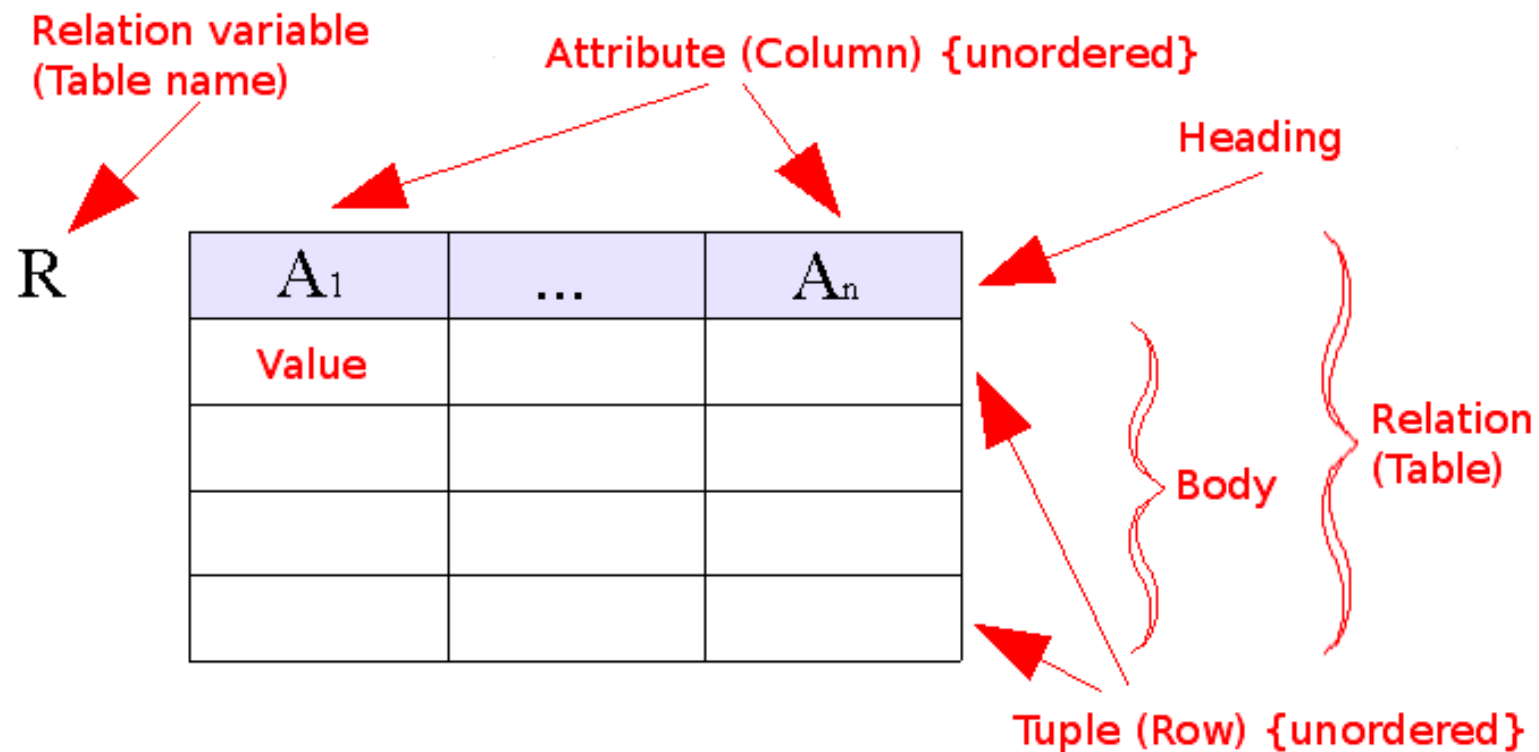 Relation variable
(Table name)
Attribute (Column) {unordered}
Heading
R
A1 ... An
Value
Relation
(Table)
Body
Tuple (Row) {unordered}